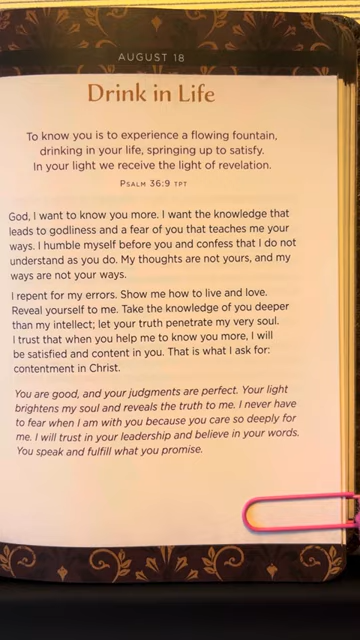 AUGUST 18
Drink in Life
To know you is to experience a flowing fountain,
drinking in your life, springing up to satisfy.
In your light we receive the light of revelation.
PSALM 36:9 TPT
God, I want to know you more. I want the knowledge that
leads to godliness and a fear of you that teaches me your
ways. I humble myself before you and confess that I do not
understand as you do. My thoughts are not yours, and my
ways are not your ways.
I repent for my errors. Show me how to live and love.
Reveal yourself to me. Take the knowledge of you deeper
than my intellect; let your truth penetrate my very soul.
I trust that when you help me to know you more, I will
be satisfied and content in you. That is what I ask for:
contentment in Christ.
You are good, and your judgments are perfect. Your light
brightens my soul and reveals the truth to me. I never have
to fear when I am with you because you care so deeply for
me. I will trust in your leadership and believe in your words.
You speak and fulfill what you promise.